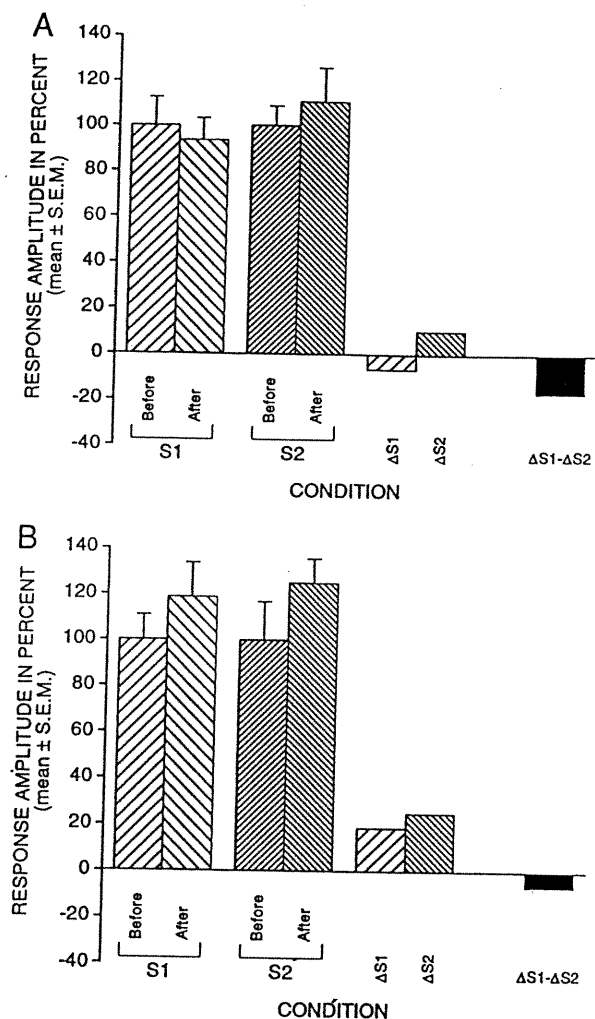 A
RESPONSE AMPLITUDE IN PERCENT
(mean ± S.E.M.)
140
120
100
80
60
40
20
0
-20
-40
Before
After
Before
After
S1
S2
ΔS1
ΔS2
ΔS1-ΔS2
CONDITION
B
RESPONSE AMPLITUDE IN PERCENT
(mean ± S.E.M.)
140
120
100
80
60
40
20
0
-20
-40
Before
After
Before
After
S1
S2
ΔS1
ΔS2
ΔS1-ΔS2
CONDITION